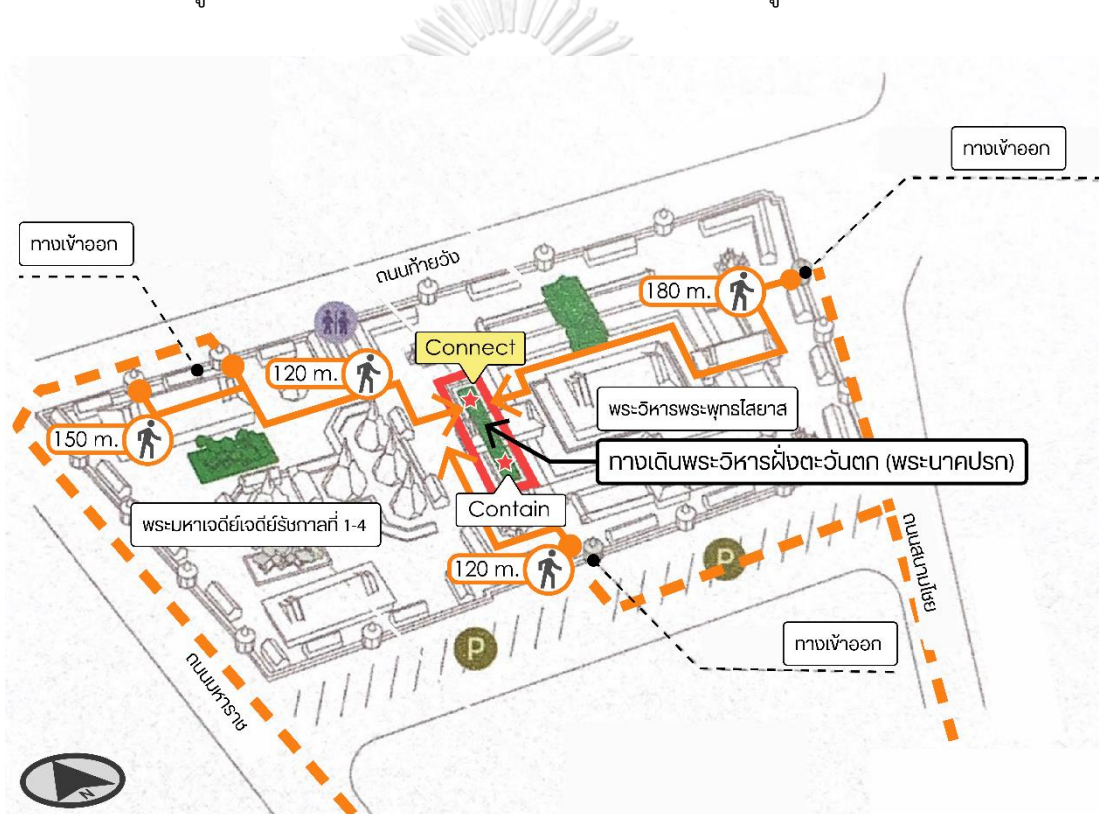 ทางเข้าออก
ทางเข้าออก
ถนนท้ายวัง
180 m.
Connect
120 m.
พระวิหารพระพุทธไสยาส
150 m.
ทางเดินพระวิหารฝั่งตะวันตก (พระนาคปรก)
Contain
พระมหาเจดีย์เจดีย์รัชกาลที่ 1-4
ถนนสนามไชย
P
120 m.
P
ทางเข้าออก
ถนนมหาราช
N